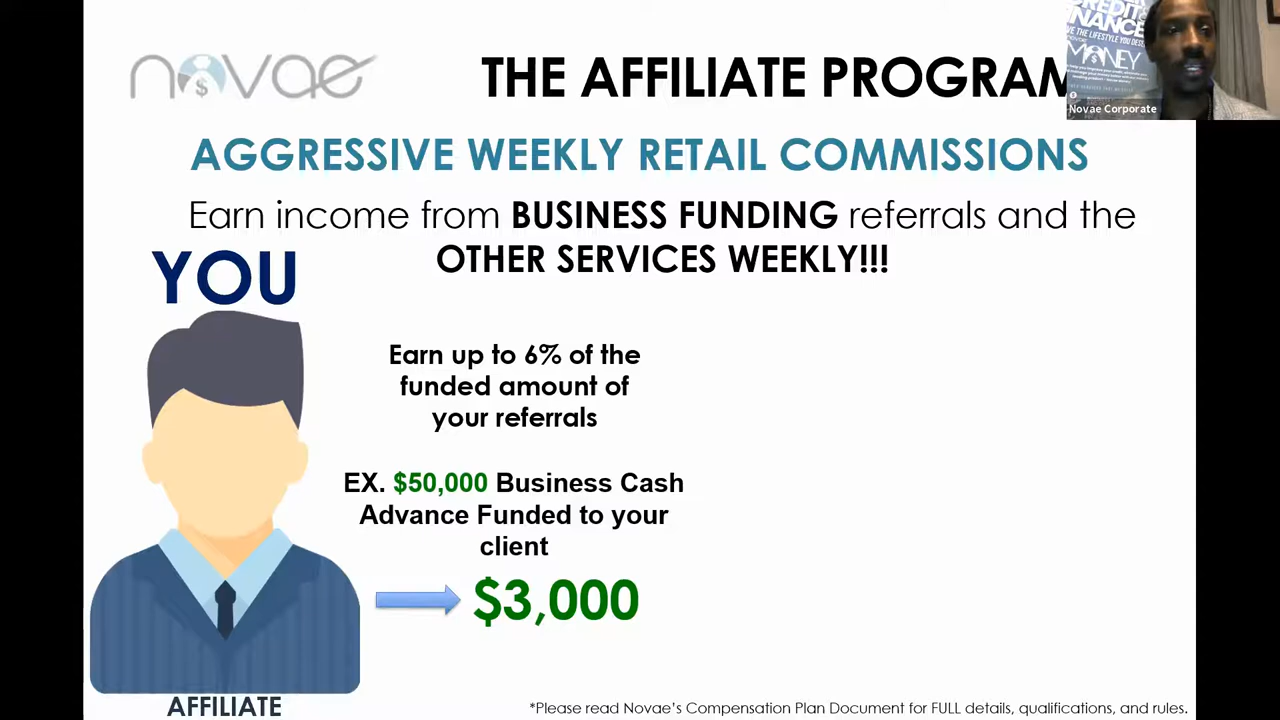 novae
THE AFFILIATE PROGRAM
CREDIT
FINANCE
MONEY
Novae Corporate
AGGRESSIVE WEEKLY RETAIL COMMISSIONS
Earn income from BUSINESS FUNDING referrals and the
OTHER SERVICES WEEKLY!!!
YOU
Earn up to 6% of the
funded amount of
your referrals
EX. $50,000 Business Cash
Advance Funded to your
client
$3,000
AFFILIATE
*Please read Novae's Compensation Plan Document for FULL details, qualifications, and rules.